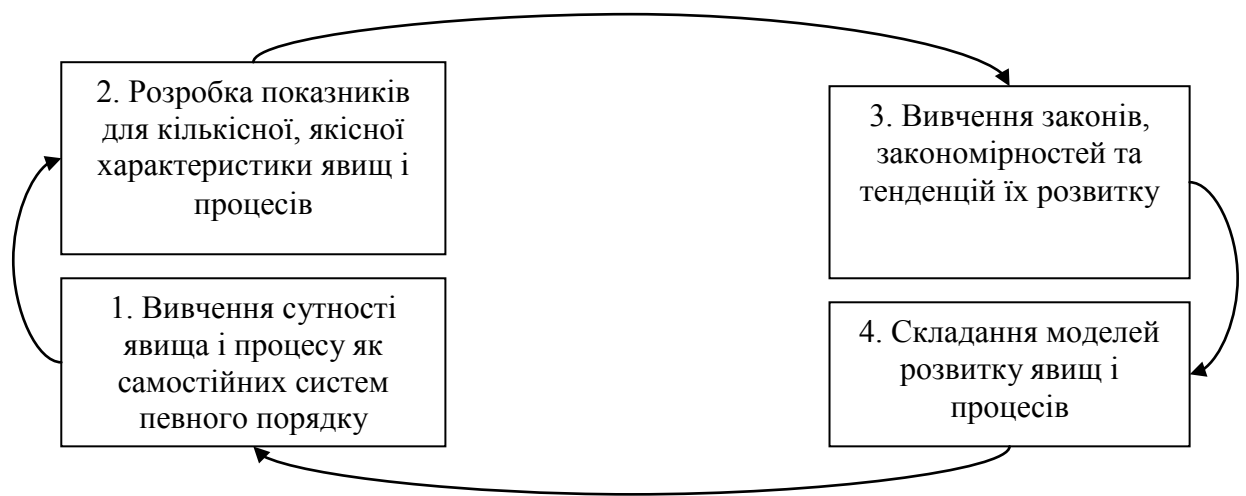 2. Розробка показників
для кількісної, якісної
характеристики явищ і
процесів
3. Вивчення законів,
закономірностей та
тенденцій їх розвитку
1. Вивчення сутності
явища і процесу як
самостійних систем
певного порядку
4. Складання моделей
розвитку явищ і
процесів